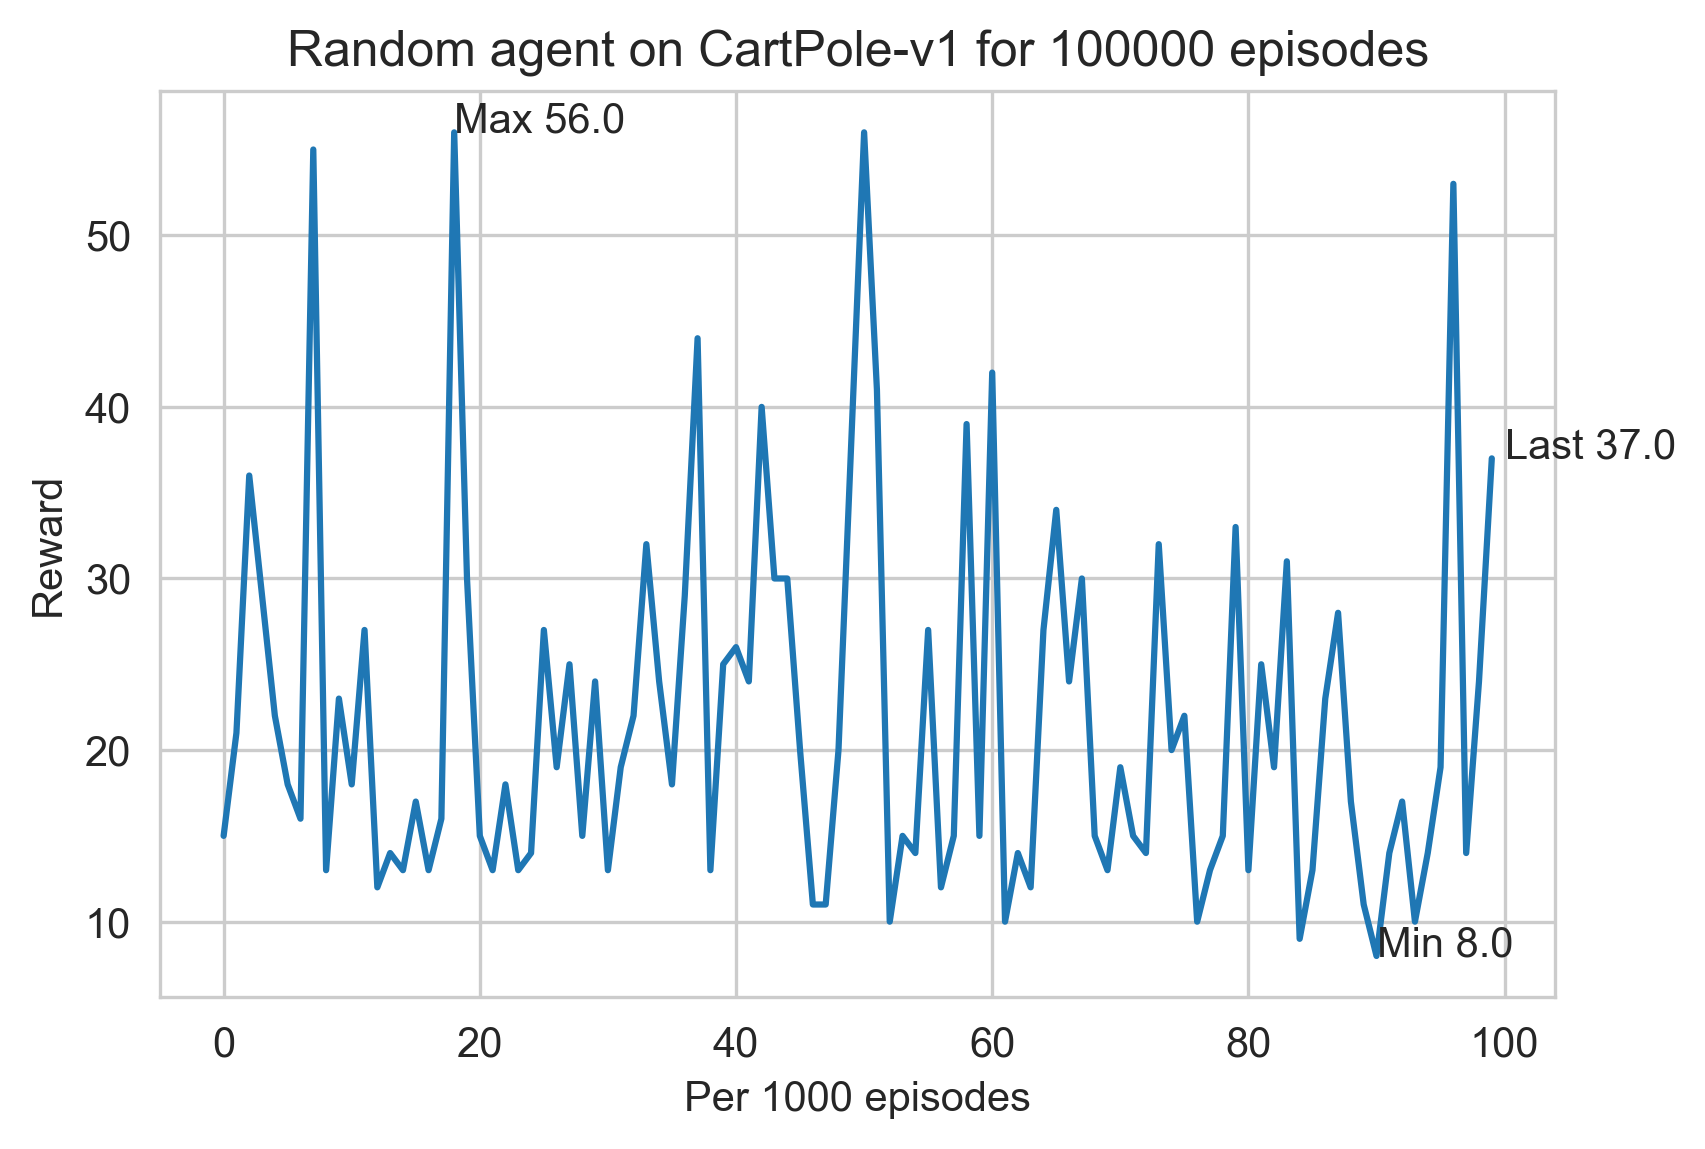 Random agent on CartPole-v1 for 100000 episodes
Max 56.0
50
40
Last 37.0
30
20
10
Min 8.0
Reward
0 20 40 60 80 100
Per 1000 episodes